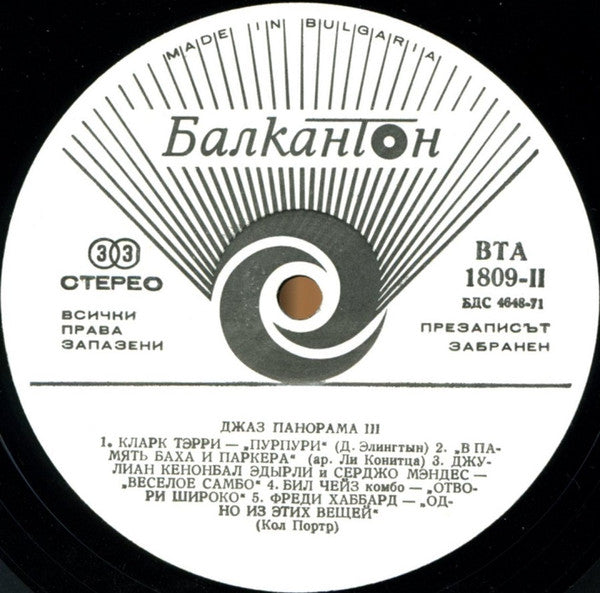 MADE IN BULGARIA
Балкантон
33
СТЕРЕО
ВСИЧКИ
ПРАВА
ЗАПАЗЕНИ
ВТА
1809-II
БДС 4648-71
ПРЕЗАПИСЪТ
ЗАБРАНЕН
ДЖАЗ ПАНОРАМА III
1. КЛАРК ТЭРРИ — „ПУРПУРИ“ (Д. Элингтын) 2. „В ПА-
МЯТЬ БАХА И ПАРКЕРА“ (ар. Ли Конитца) 3. ДЖУ-
ЛИАН КЕНОНБАЛ ЭДЫРЛИ и СЕРДЖО МЭНДЕС —
„ВЕСЕЛОЕ САМБО“ 4. БИЛ ЧЕЙЗ комбо — „ОТВО-
РИ ШИРОКО“ 5. ФРЕДИ ХАББАРД — „ОД-
НО ИЗ ЭТИХ ВЕЩЕЙ“
(Кол Портр)